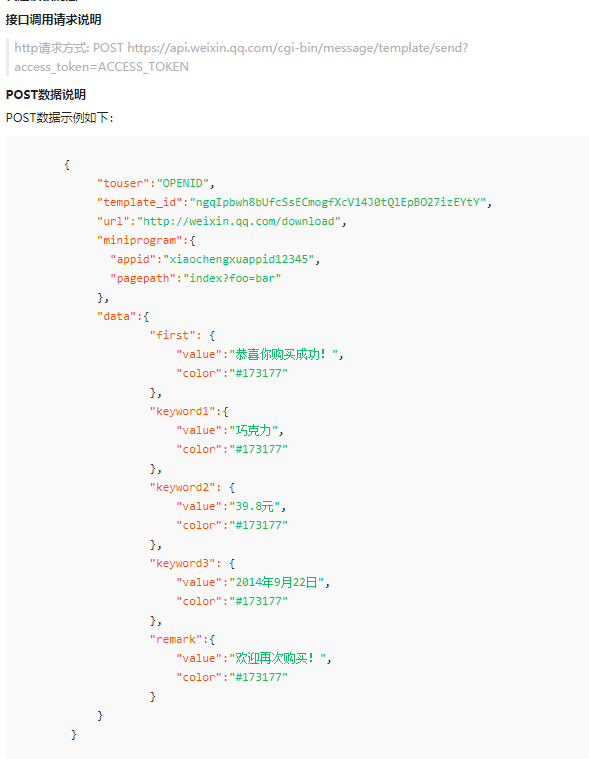 接口调用请求说明
http请求方式: POST https://api.weixin.qq.com/cgi-bin/message/template/send?
access_token=ACCESS_TOKEN
POST数据说明
POST数据示例如下：
{
"touser":"OPENID",
"template_id":"ngqIpbwh8bUfcSsECmogfXcV14J0tQlEpBO27izEYtY",
"url":"http://weixin.qq.com/download",
"miniprogram":{
"appid":"xiaochengxuappid12345",
"pagepath":"index?foo=bar"
},
"data":{
"first": {
"value":"恭喜你购买成功！",
"color":"#173177"
},
"keyword1":{
"value":"巧克力",
"color":"#173177"
},
"keyword2": {
"value":"39.8元",
"color":"#173177"
},
"keyword3": {
"value":"2014年9月22日",
"color":"#173177"
},
"remark":{
"value":"欢迎再次购买！",
"color":"#173177"
}
}
}